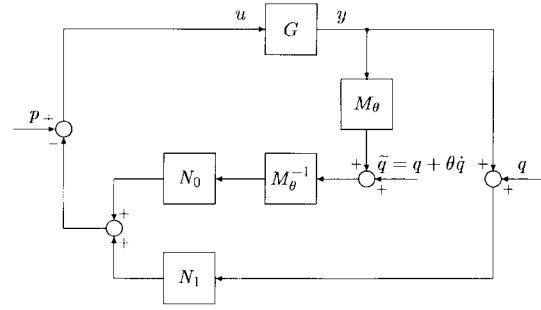 u
G
y
M_θ
p + −
N_0
M_θ^{-1}
+ +
q̃ = q + θq̇
+ +
q
+ +
N_1